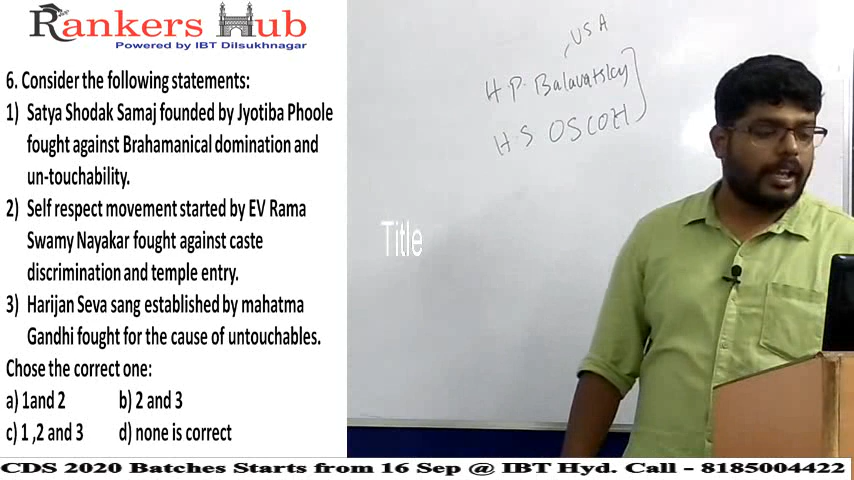 Rankers Hub
Powered by IBT Dilsukhnagar
6. Consider the following statements:
1) Satya Shodak Samaj founded by Jyotiba Phoole
fought against Brahamanical domination and
un-touchability.
2) Self respect movement started by EV Rama
Swamy Nayakar fought against caste
discrimination and temple entry.
3) Harijan Seva sang established by mahatma
Gandhi fought for the cause of untouchables.
Chose the correct one:
a) 1and 2 b) 2 and 3
c) 1 ,2 and 3 d) none is correct
USA
H.P. Balavatsky
H.S OSCOTT
Title
CDS 2020 Batches Starts from 16 Sep @ IBT Hyd. Call - 8185004422